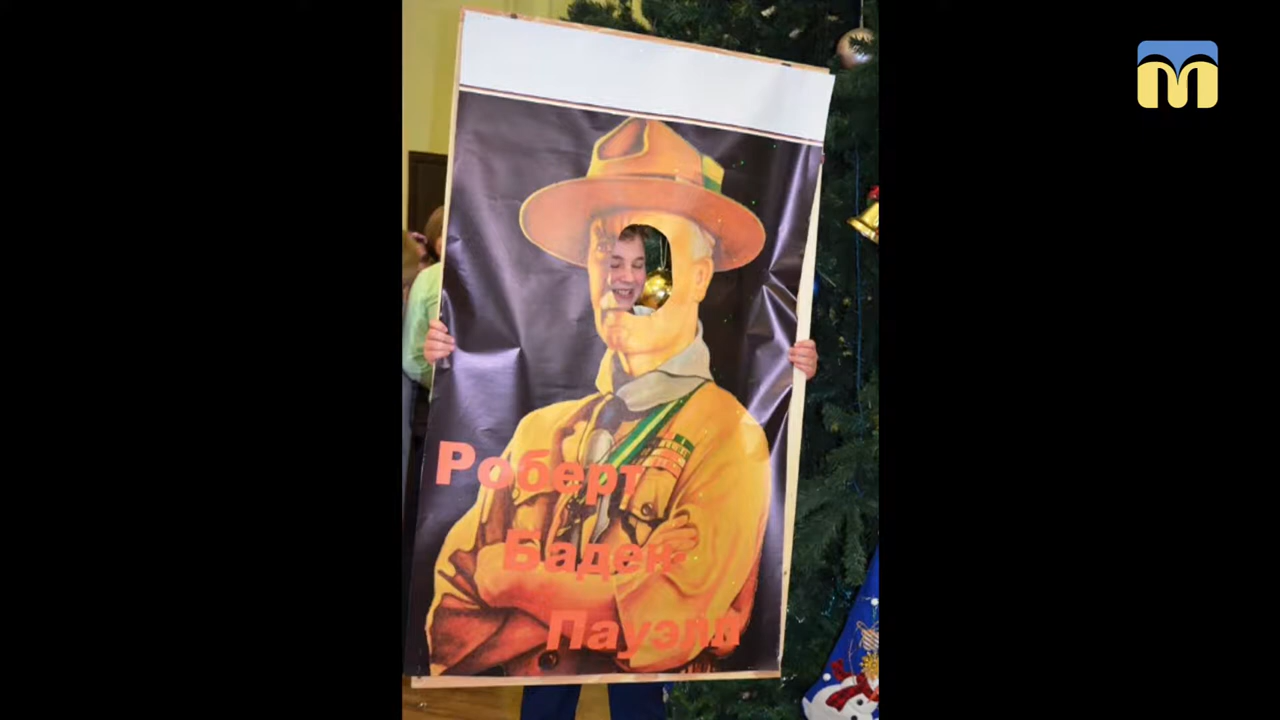 Роберт
Баден-
Пауэлл